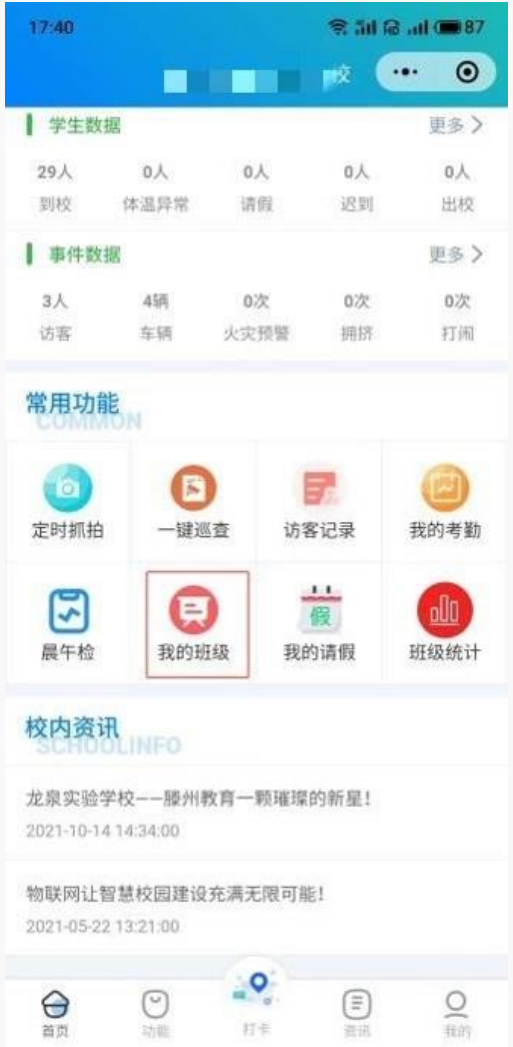 17:40
87
校
学生数据 更多
29人 0人 0人 0人 0人
到校 体温异常 请假 迟到 出校
事件数据 更多
3人 4辆 0次 0次 0次
访客 车辆 火灾预警 拥挤 打闹
常用功能
COMMON
定时抓拍 一键巡查 访客记录 我的考勤
假
晨午检 我的班级 我的请假 班级统计
校内资讯
SCHOOLINFO
龙泉实验学校——滕州教育一颗璀璨的新星！
2021-10-14 14:34:00
物联网让智慧校园建设充满无限可能！
2021-05-22 13:21:00
首页 功能 打卡 资讯 我的